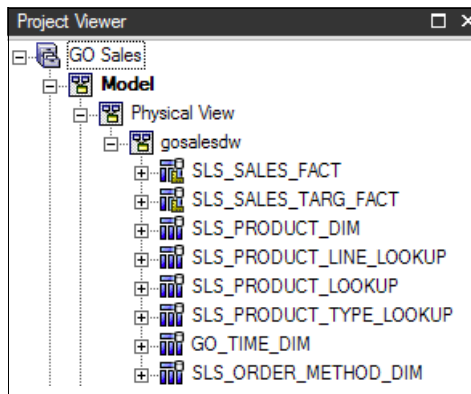 Project Viewer
GO Sales
Model
Physical View
gosalesdw
SLS_SALES_FACT
SLS_SALES_TARG_FACT
SLS_PRODUCT_DIM
SLS_PRODUCT_LINE_LOOKUP
SLS_PRODUCT_LOOKUP
SLS_PRODUCT_TYPE_LOOKUP
GO_TIME_DIM
SLS_ORDER_METHOD_DIM